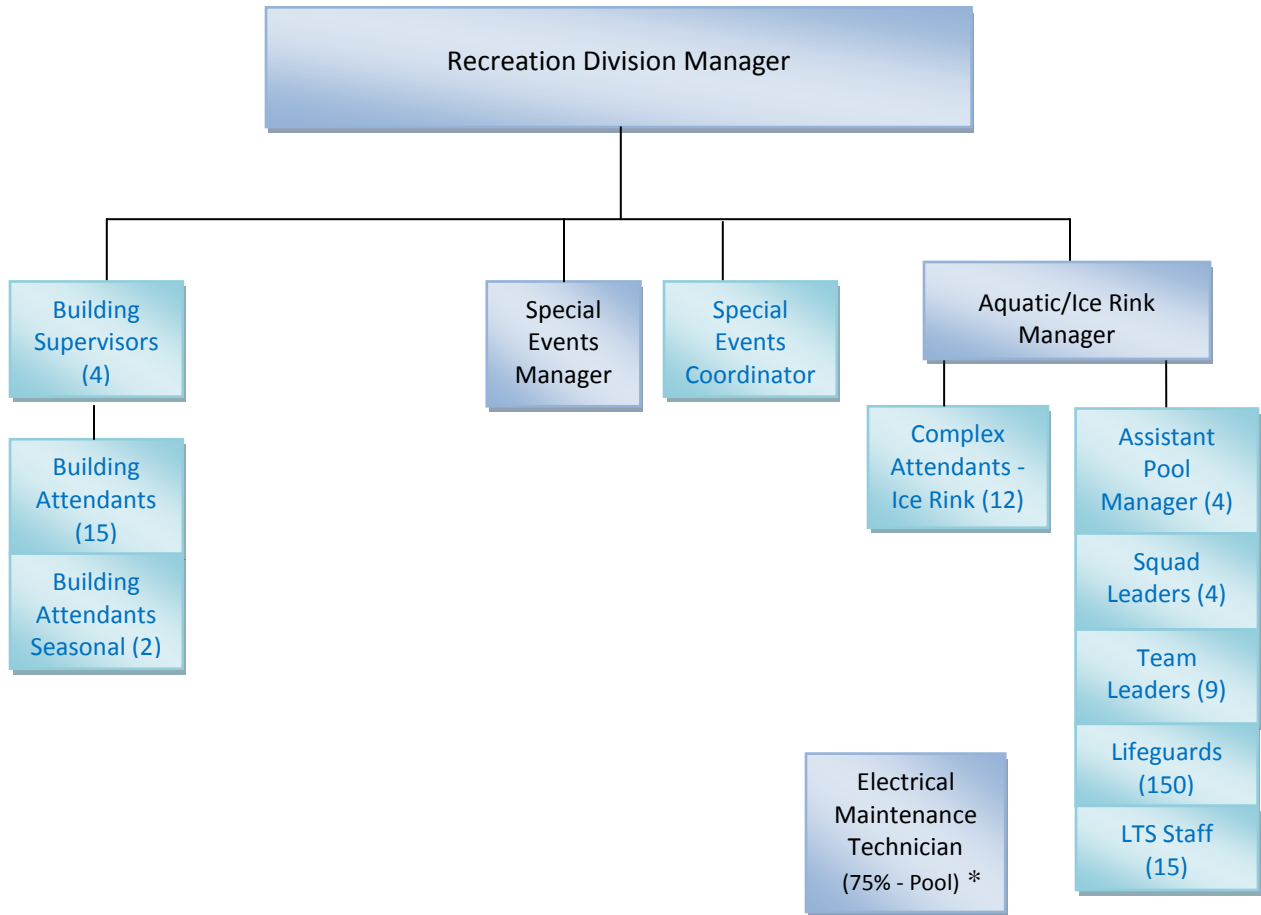 Recreation Division Manager
Building
Supervisors
(4)
Special
Events
Manager
Special
Events
Coordinator
Aquatic/Ice Rink
Manager
Building
Attendants
(15)
Building
Attendants
Seasonal (2)
Complex
Attendants -
Ice Rink (12)
Assistant
Pool
Manager (4)
Squad
Leaders (4)
Team
Leaders (9)
Lifeguards
(150)
LTS Staff
(15)
Electrical
Maintenance
Technician
(75% - Pool) *